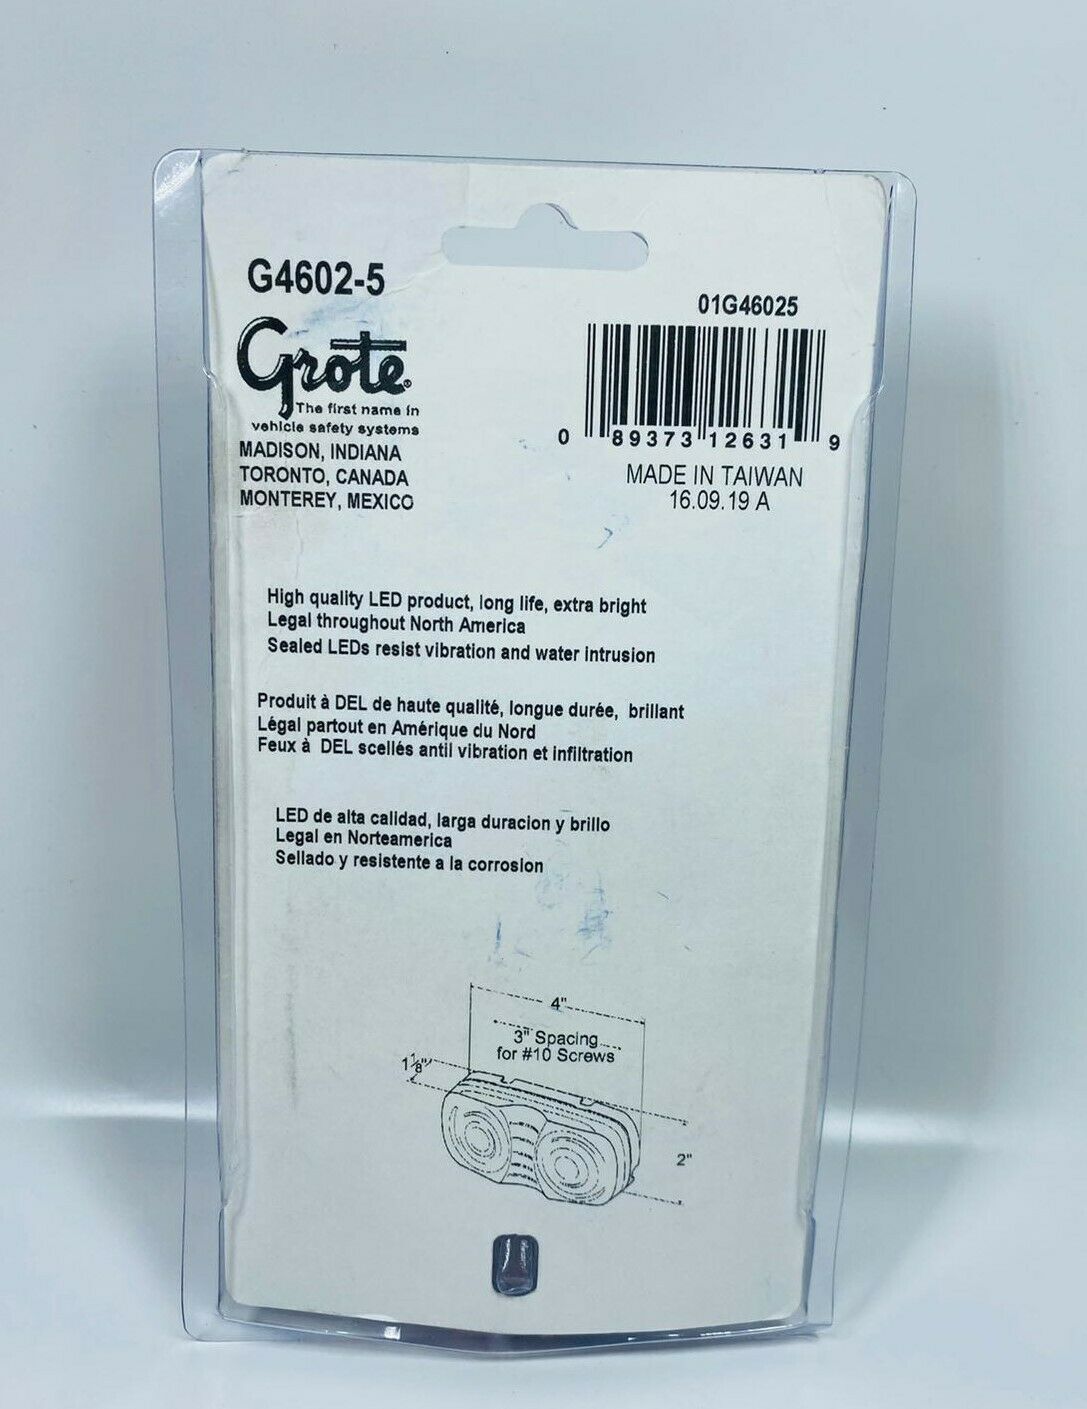 G4602-5
Grote®
The first name in
vehicle safety systems
MADISON, INDIANA
TORONTO, CANADA
MONTEREY, MEXICO
01G46025
0 89373 12631 9
MADE IN TAIWAN
16.09.19 A
High quality LED product, long life, extra bright
Legal throughout North America
Sealed LEDs resist vibration and water intrusion
Produit à DEL de haute qualité, longue durée, brillant
Légal partout en Amérique du Nord
Feux à DEL scellés antil vibration et infiltration
LED de alta calidad, larga duracion y brillo
Legal en Norteamerica
Sellado y resistente a la corrosion
4"
3" Spacing
for #10 Screws
1 1/8"
2"